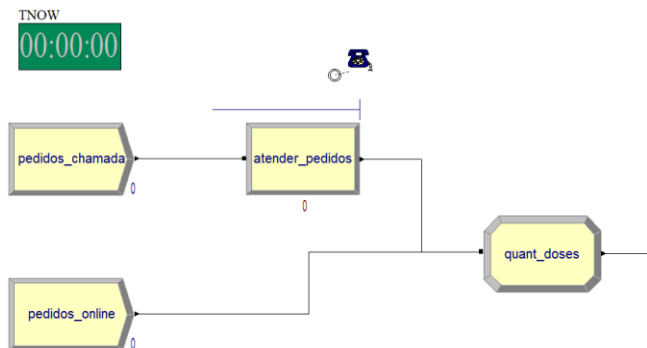 TNOW
00:00:00
pedidos_chamada
0
atender_pedidos
0
quant_doses
pedidos_online
0